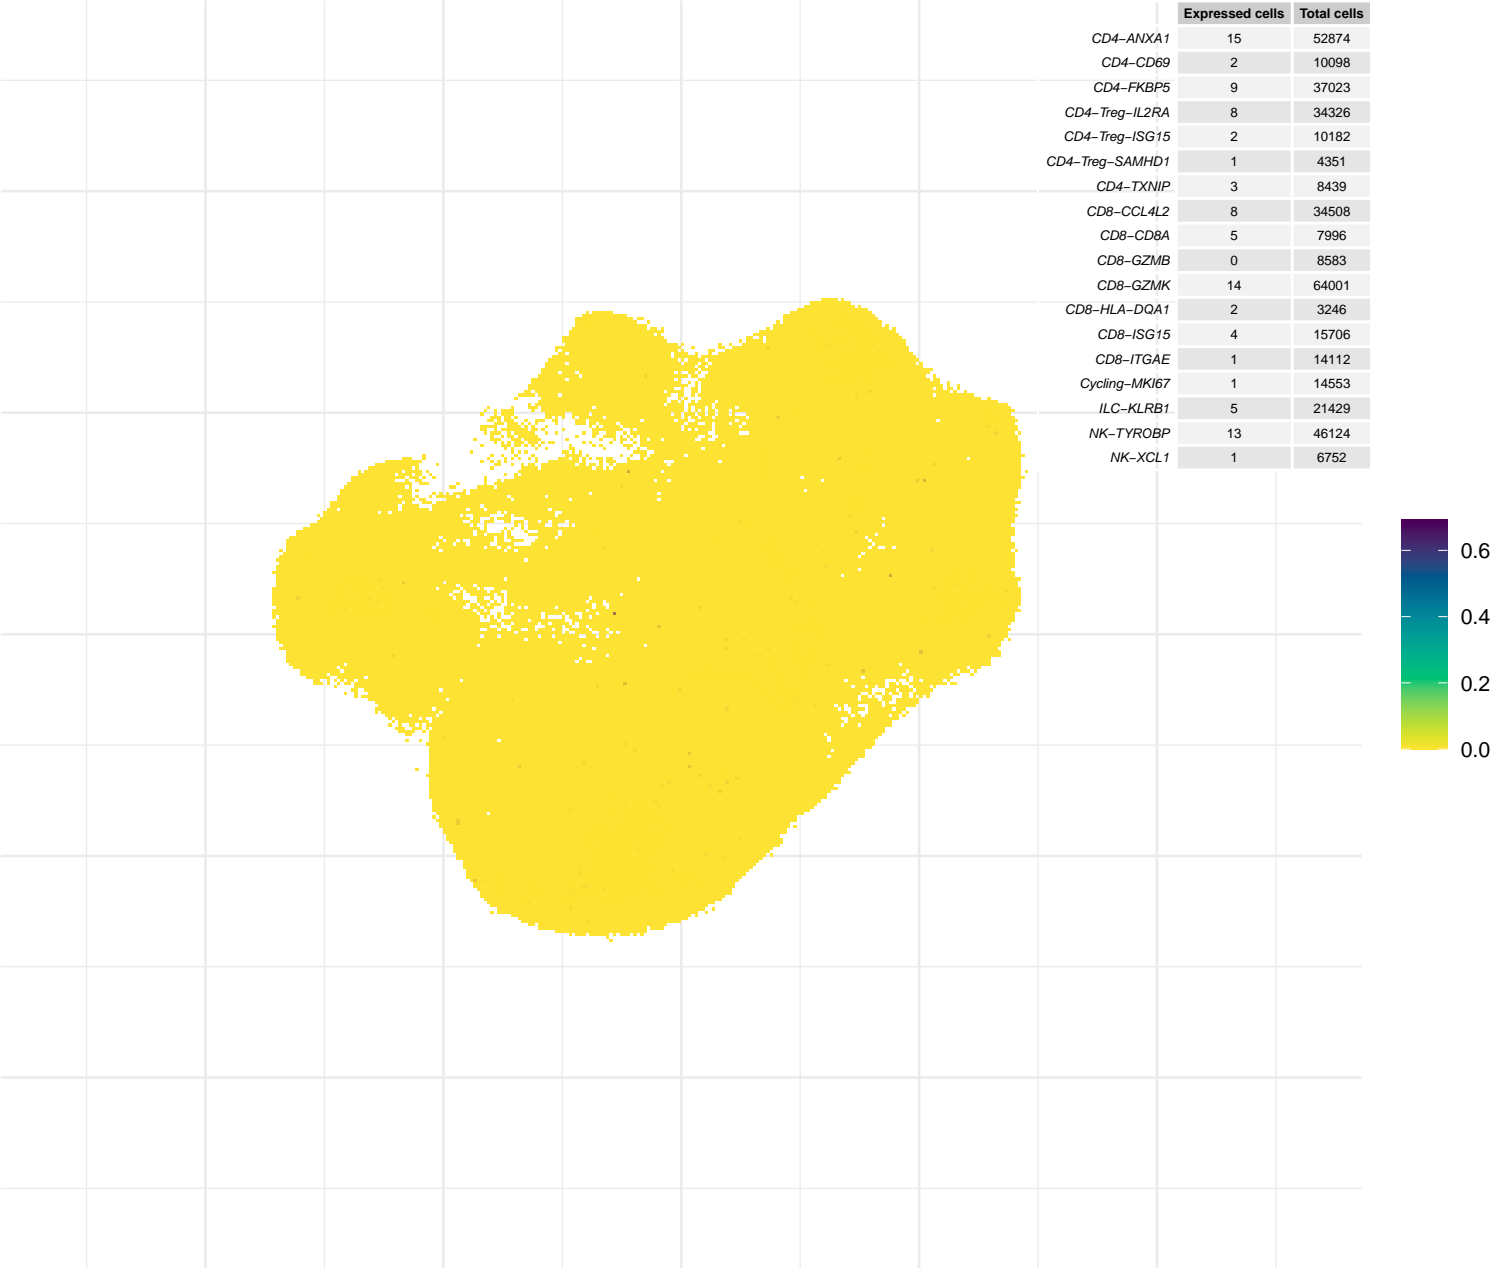 Expressed cells Total cells
CD4−ANXA1 15 52874
CD4−CD69 2 10098
CD4−FKBP5 9 37023
CD4−Treg−IL2RA 8 34326
CD4−Treg−ISG15 2 10182
CD4−Treg−SAMHD1 1 4351
CD4−TXNIP 3 8439
CD8−CCL4L2 8 34508
CD8−CD8A 5 7996
CD8−GZMB 0 8583
CD8−GZMK 14 64001
CD8−HLA−DQA1 2 3246
CD8−ISG15 4 15706
CD8−ITGAE 1 14112
Cycling−MKI67 1 14553
ILC−KLRB1 5 21429
NK−TYROBP 13 46124
NK−XCL1 1 6752
0.6
0.4
0.2
0.0